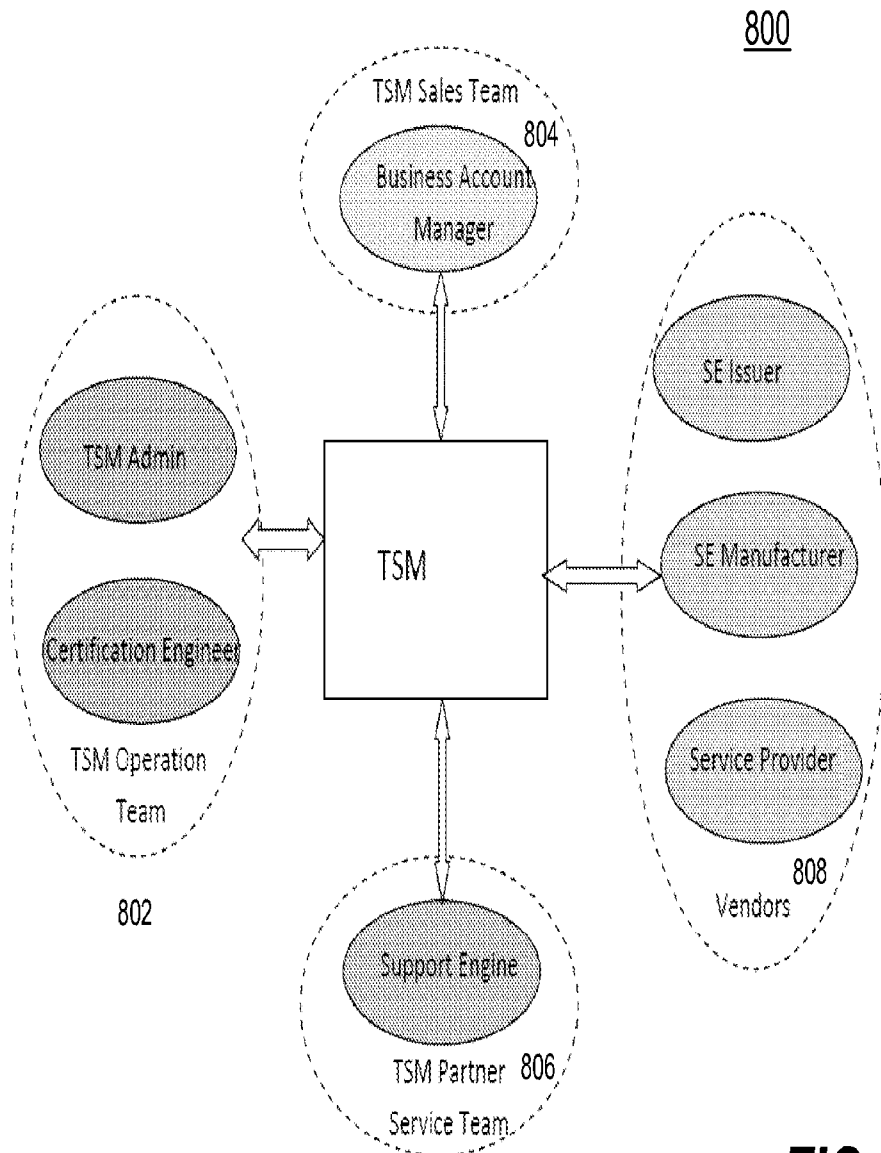 800
TSM Sales Team
804
Business Account
Manager
SE Issuer
TSM Admin
TSM
SE Manufacturer
Certification Engineer
TSM Operation
Team
802
Service Provider
808
Vendors
Support Engine
TSM Partner
806
Service Team